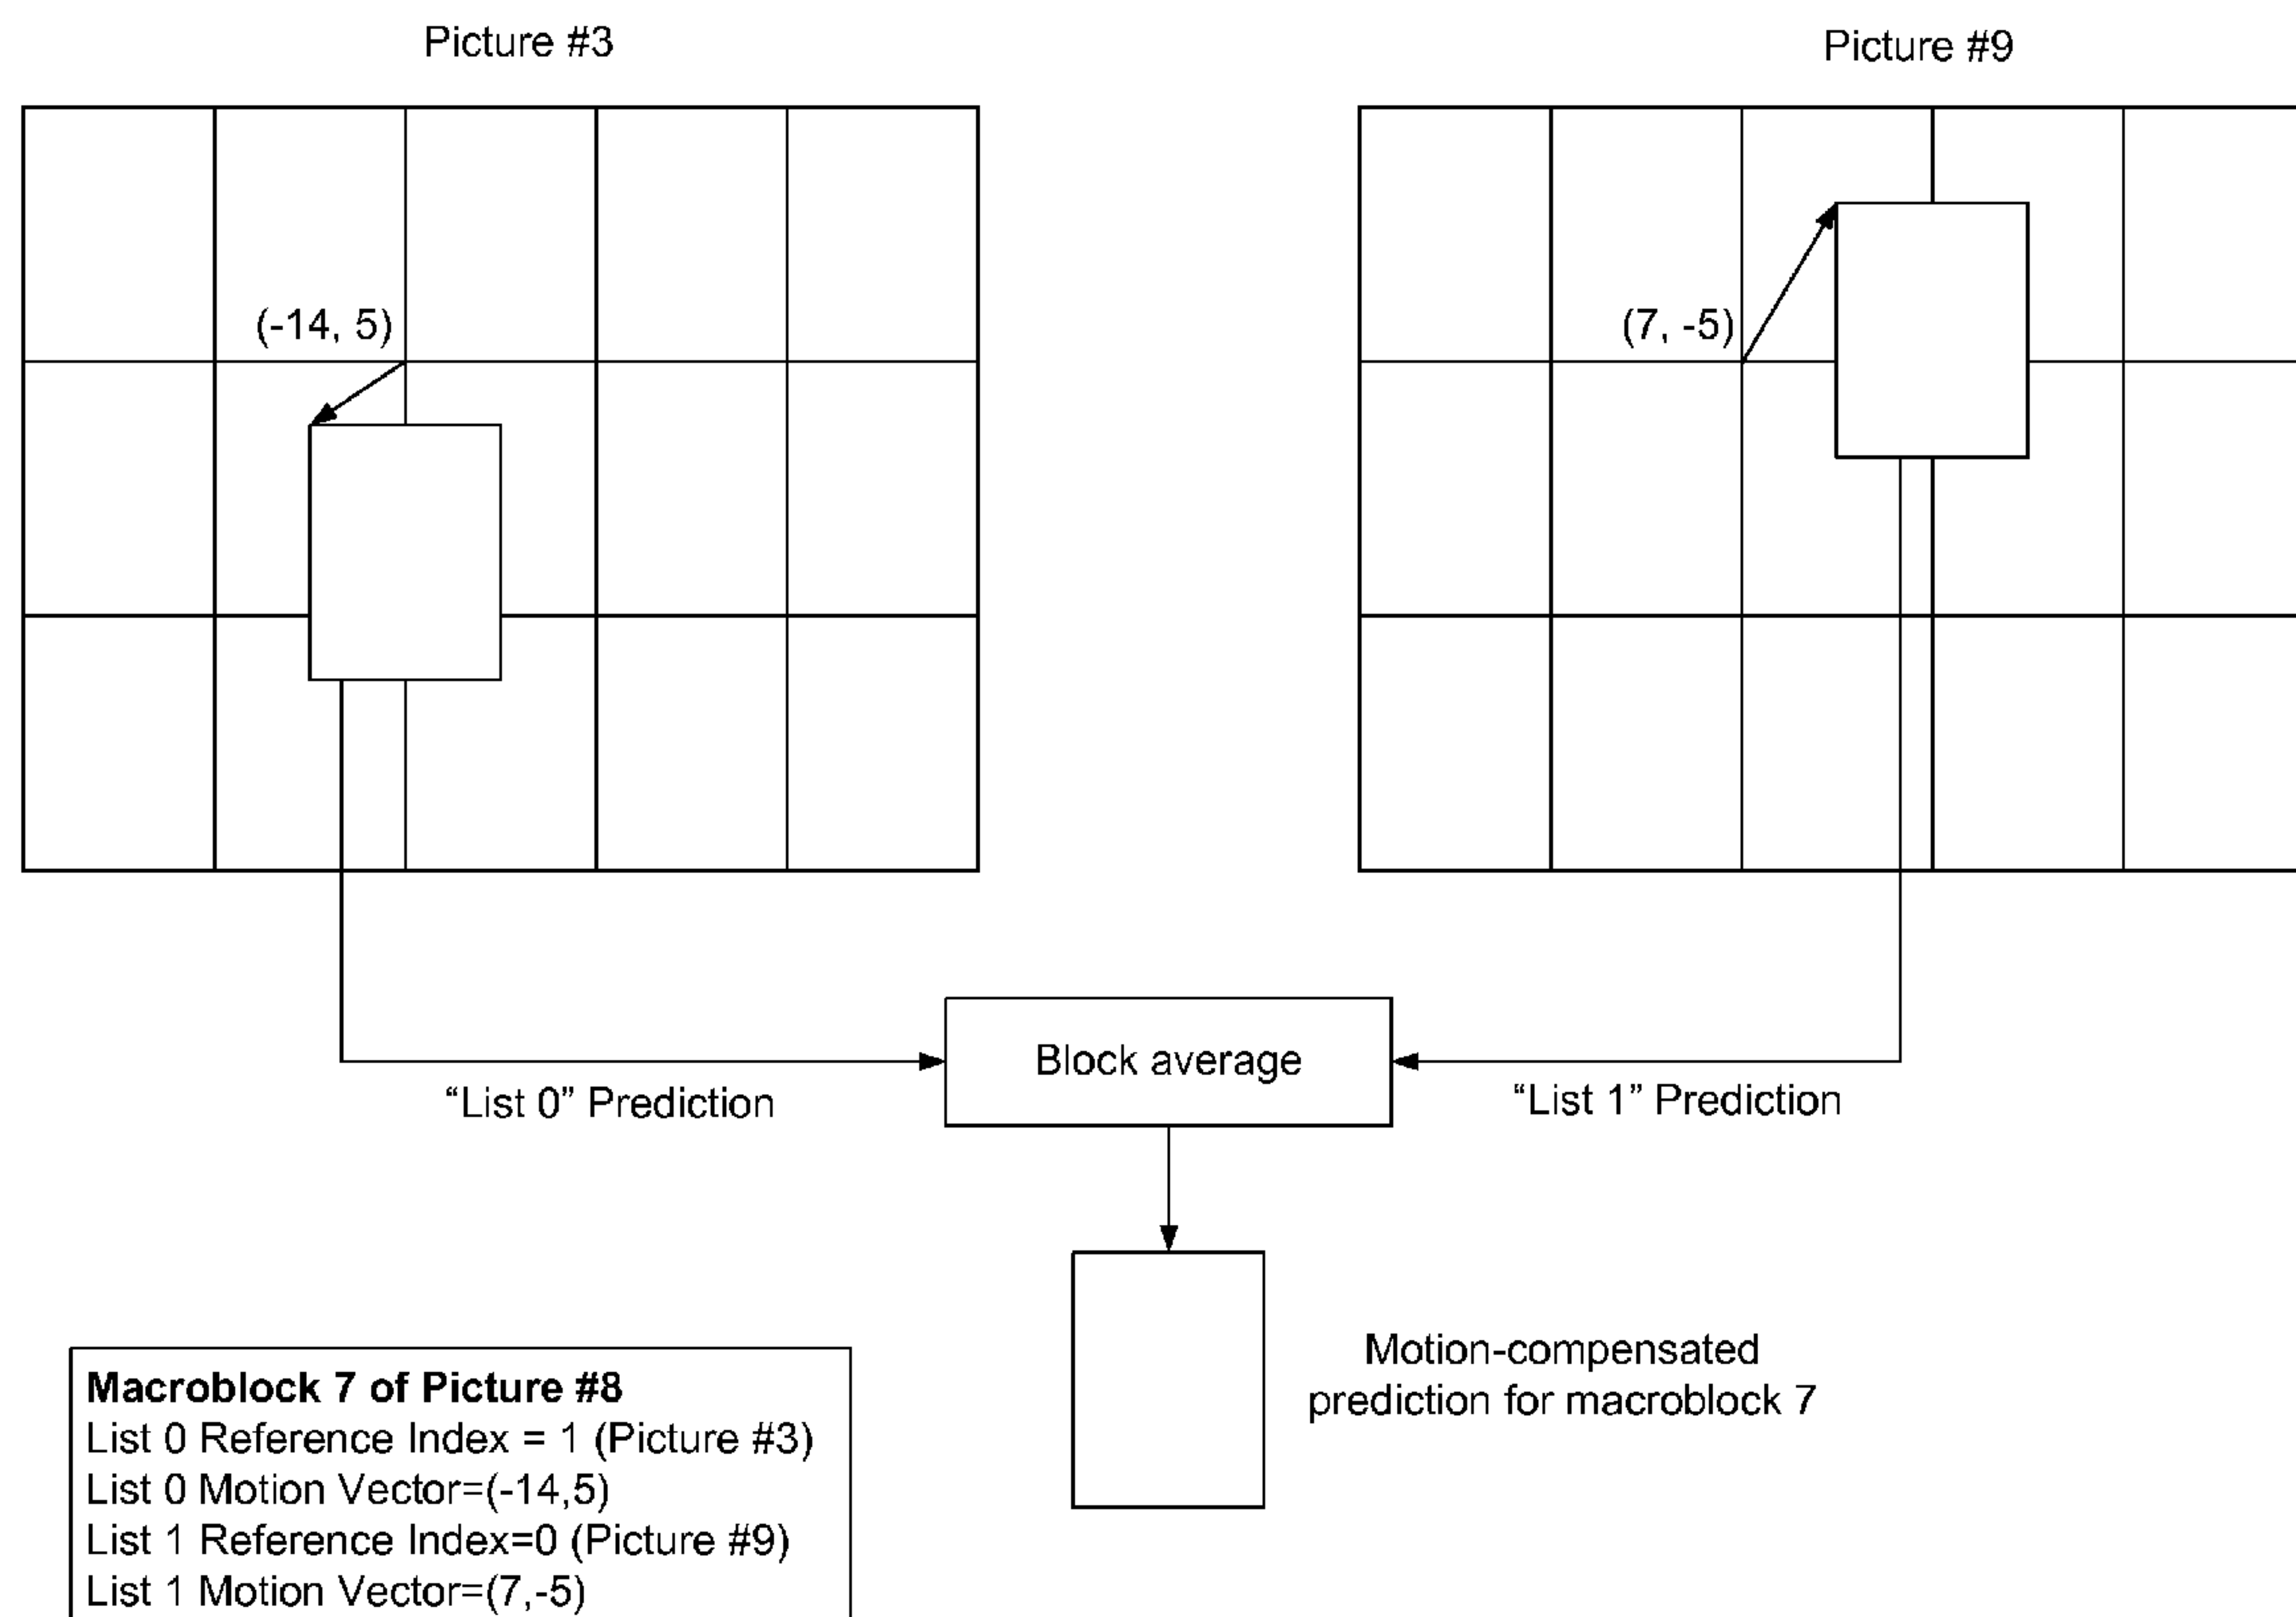 Picture #3
Picture #9
(-14, 5)
(7, -5)
Block average
“List 0” Prediction
“List 1” Prediction
Motion-compensated
prediction for macroblock 7
Macroblock 7 of Picture #8
List 0 Reference Index = 1 (Picture #3)
List 0 Motion Vector=(-14,5)
List 1 Reference Index=0 (Picture #9)
List 1 Motion Vector=(7,-5)